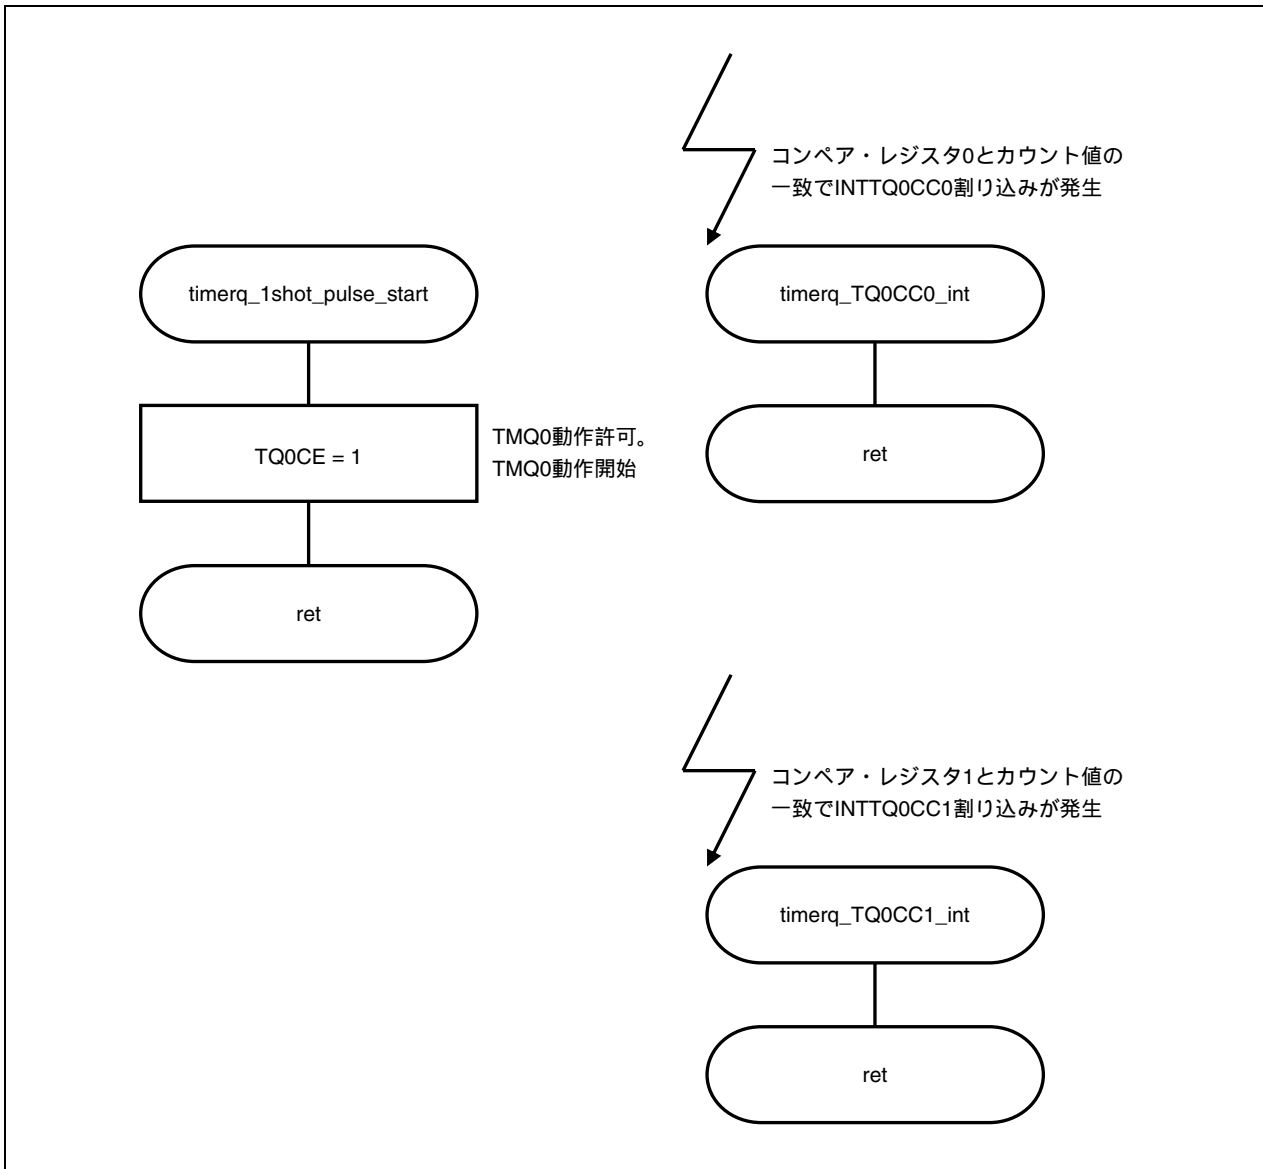 コンペア・レジスタ0とカウント値の
一致でINTTQ0CC0割り込みが発生
timerq_1shot_pulse_start
timerq_TQ0CC0_int
TQ0CE = 1
TMQ0動作許可。
TMQ0動作開始
ret
ret
コンペア・レジスタ1とカウント値の
一致でINTTQ0CC1割り込みが発生
timerq_TQ0CC1_int
ret